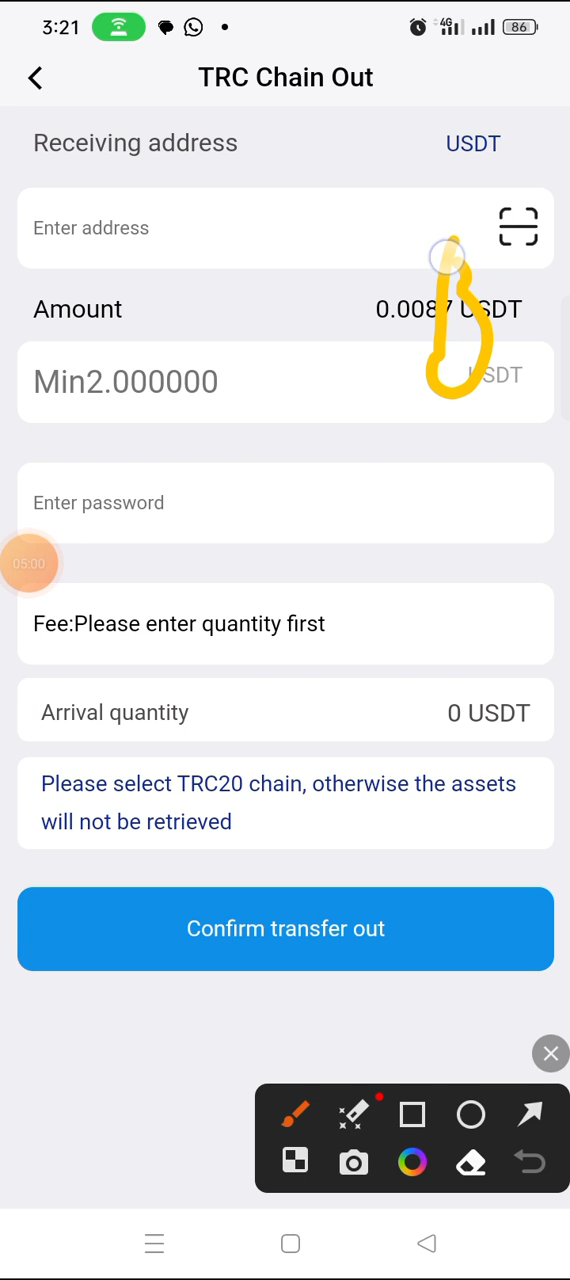 3:21
4G
86
TRC Chain Out
Receiving address
USDT
Enter address
Amount
0.0087 USDT
Min2.000000
USDT
Enter password
05:00
Fee:Please enter quantity first
Arrival quantity
0 USDT
Please select TRC20 chain, otherwise the assets
will not be retrieved
Confirm transfer out